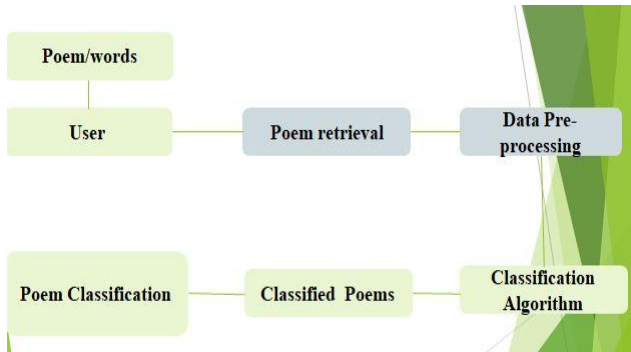 Poem/words
User
Poem retrieval
Data Pre-
processing
Poem Classification
Classified Poems
Classification
Algorithm